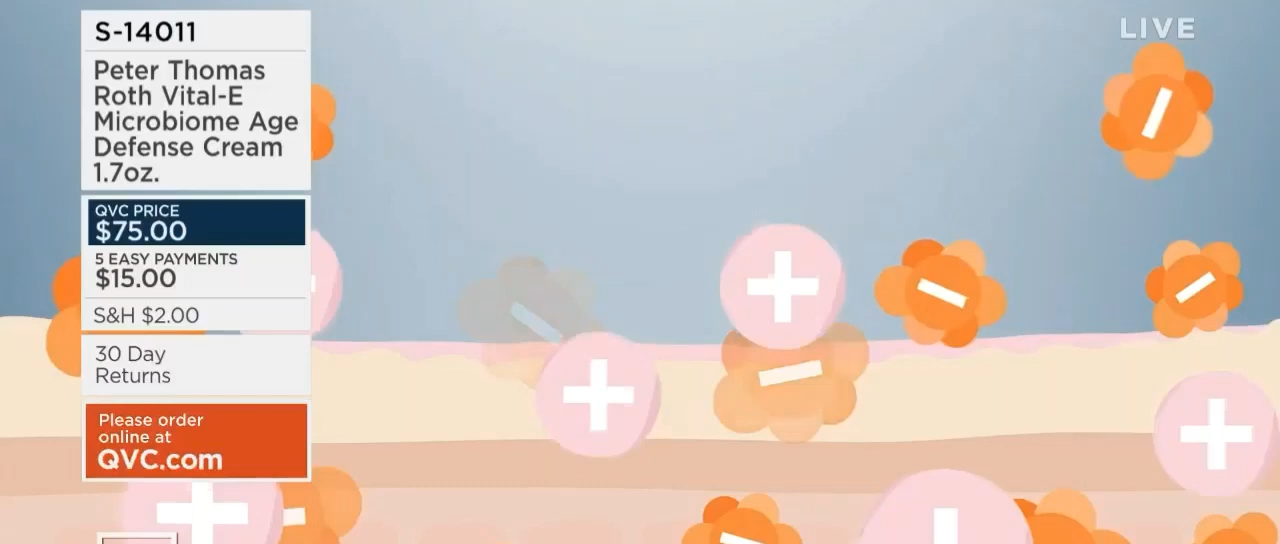 S-14011
Peter Thomas
Roth Vital-E
Microbiome Age
Defense Cream
1.7oz.
QVC PRICE
$75.00
5 EASY PAYMENTS
$15.00
S&H $2.00
30 Day
Returns
Please order
online at
QVC.com
LIVE